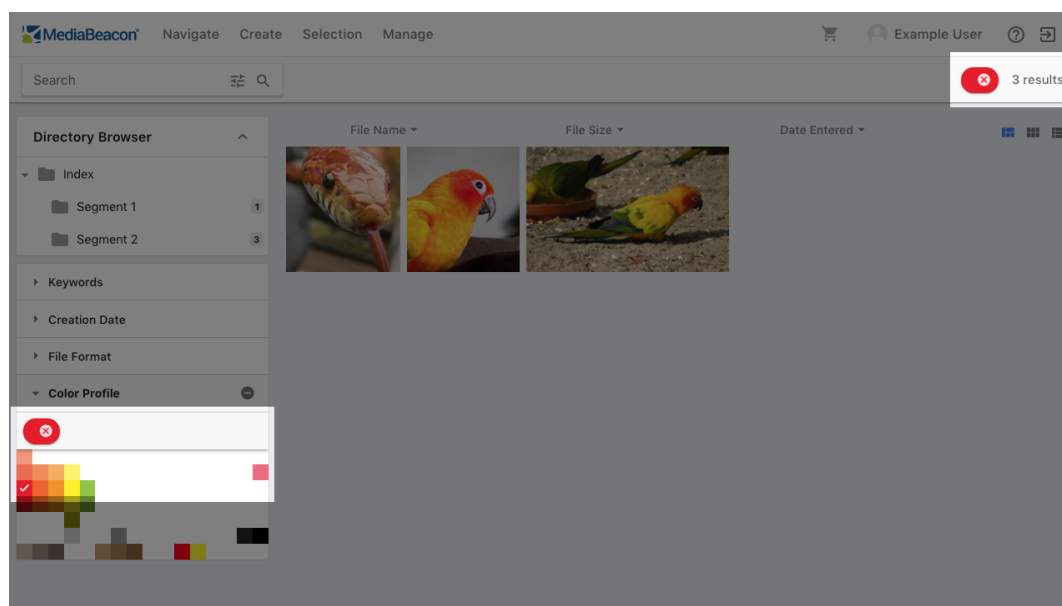 MediaBeacon® Navigate Create Selection Manage Example User
Search 3 results
Directory Browser File Name File Size Date Entered
Index
Segment 1 1
Segment 2 3
Keywords
Creation Date
File Format
Color Profile